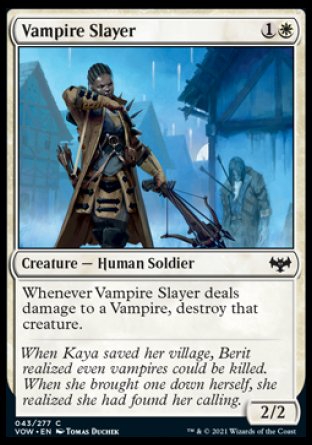 Vampire Slayer 1
Creature — Human Soldier
Whenever Vampire Slayer deals
damage to a Vampire, destroy that
creature.
When Kaya saved her village, Berit
realized even vampires could be killed.
When she brought one down herself, she
realized she had found her calling.
2/2
043/277 C
VOW • EN Tomas Duchek
™ & © 2021 Wizards of the Coast